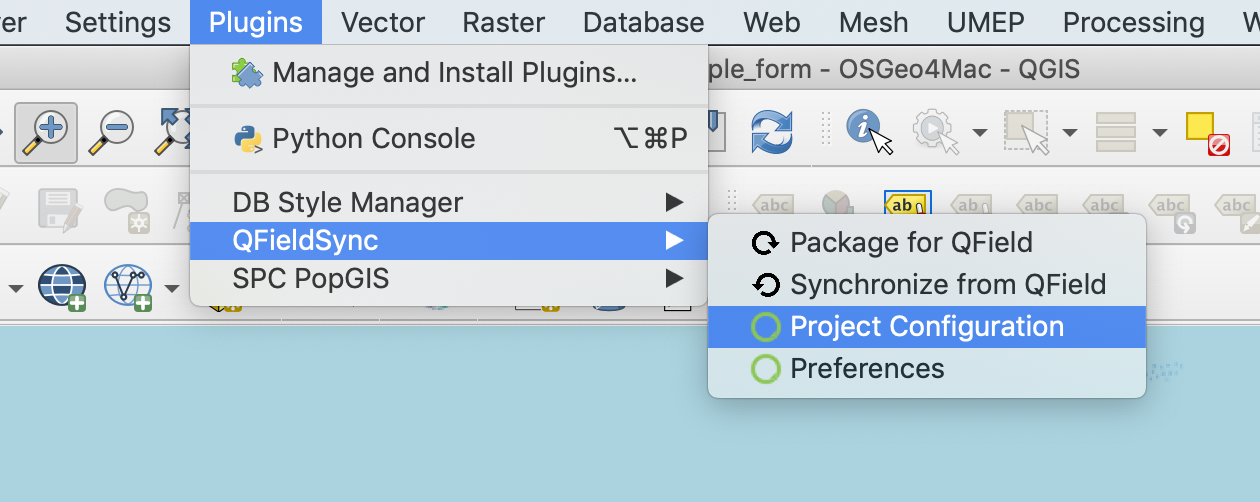 er Settings Plugins Vector Raster Database Web Mesh UMEP Processing W
Manage and Install Plugins...
ple_form - OSGeo4Mac - QGIS
Python Console ⌥⌘P
DB Style Manager
abc ab abc abc abc abc abc
QFieldSync
Package for QField
SPC PopGIS
Synchronize from QField
Project Configuration
Preferences